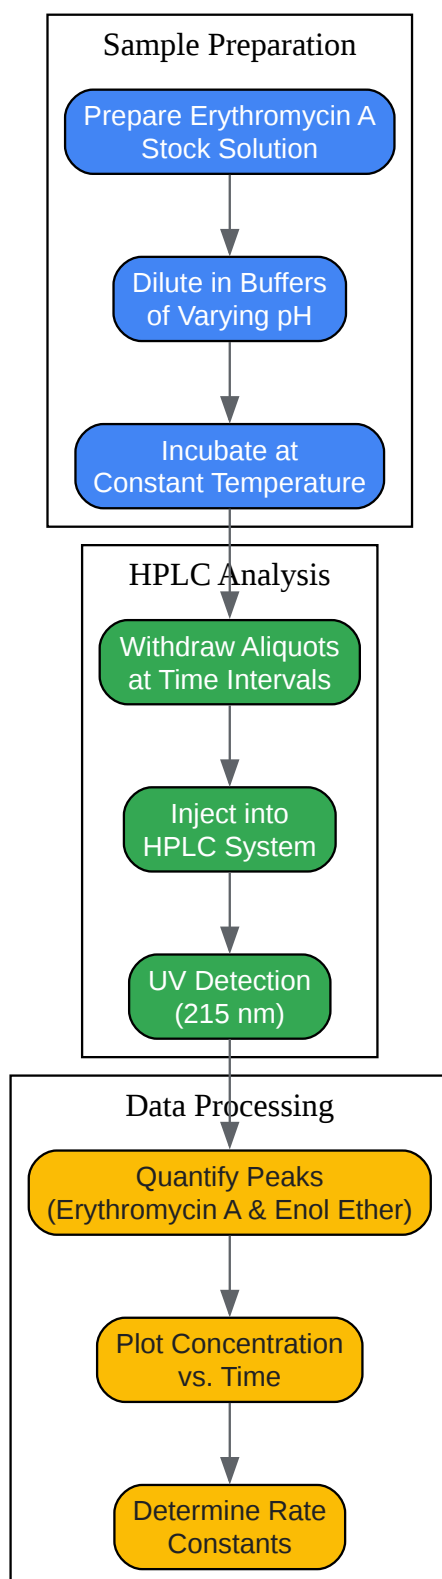 Sample Preparation
Prepare Erythromycin A
Stock Solution
Dilute in Buffers
of Varying pH
Incubate at
Constant Temperature
HPLC Analysis
Withdraw Aliquots
at Time Intervals
Inject into
HPLC System
UV Detection
(215 nm)
Data Processing
Quantify Peaks
(Erythromycin A & Enol Ether)
Plot Concentration
vs. Time
Determine Rate
Constants